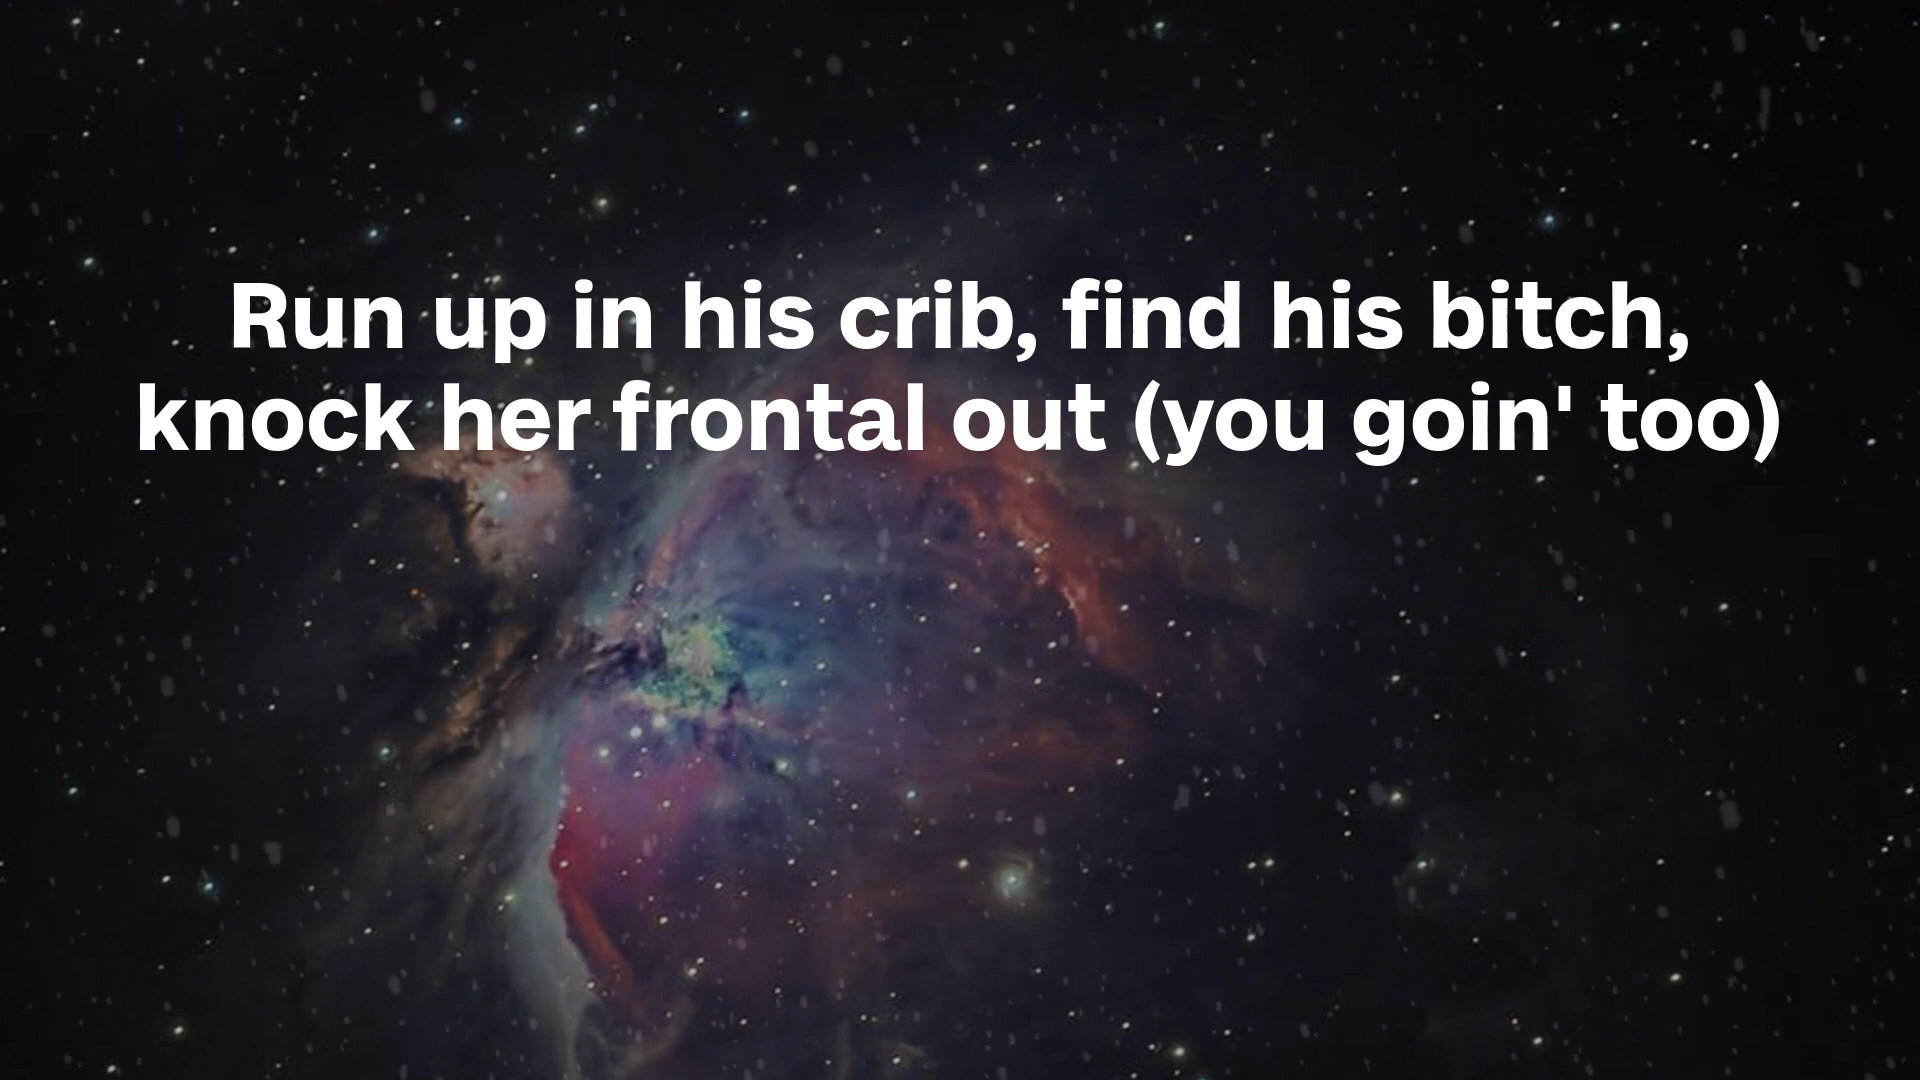 Run up in his crib, find his bitch,
knock her frontal out (you goin' too)